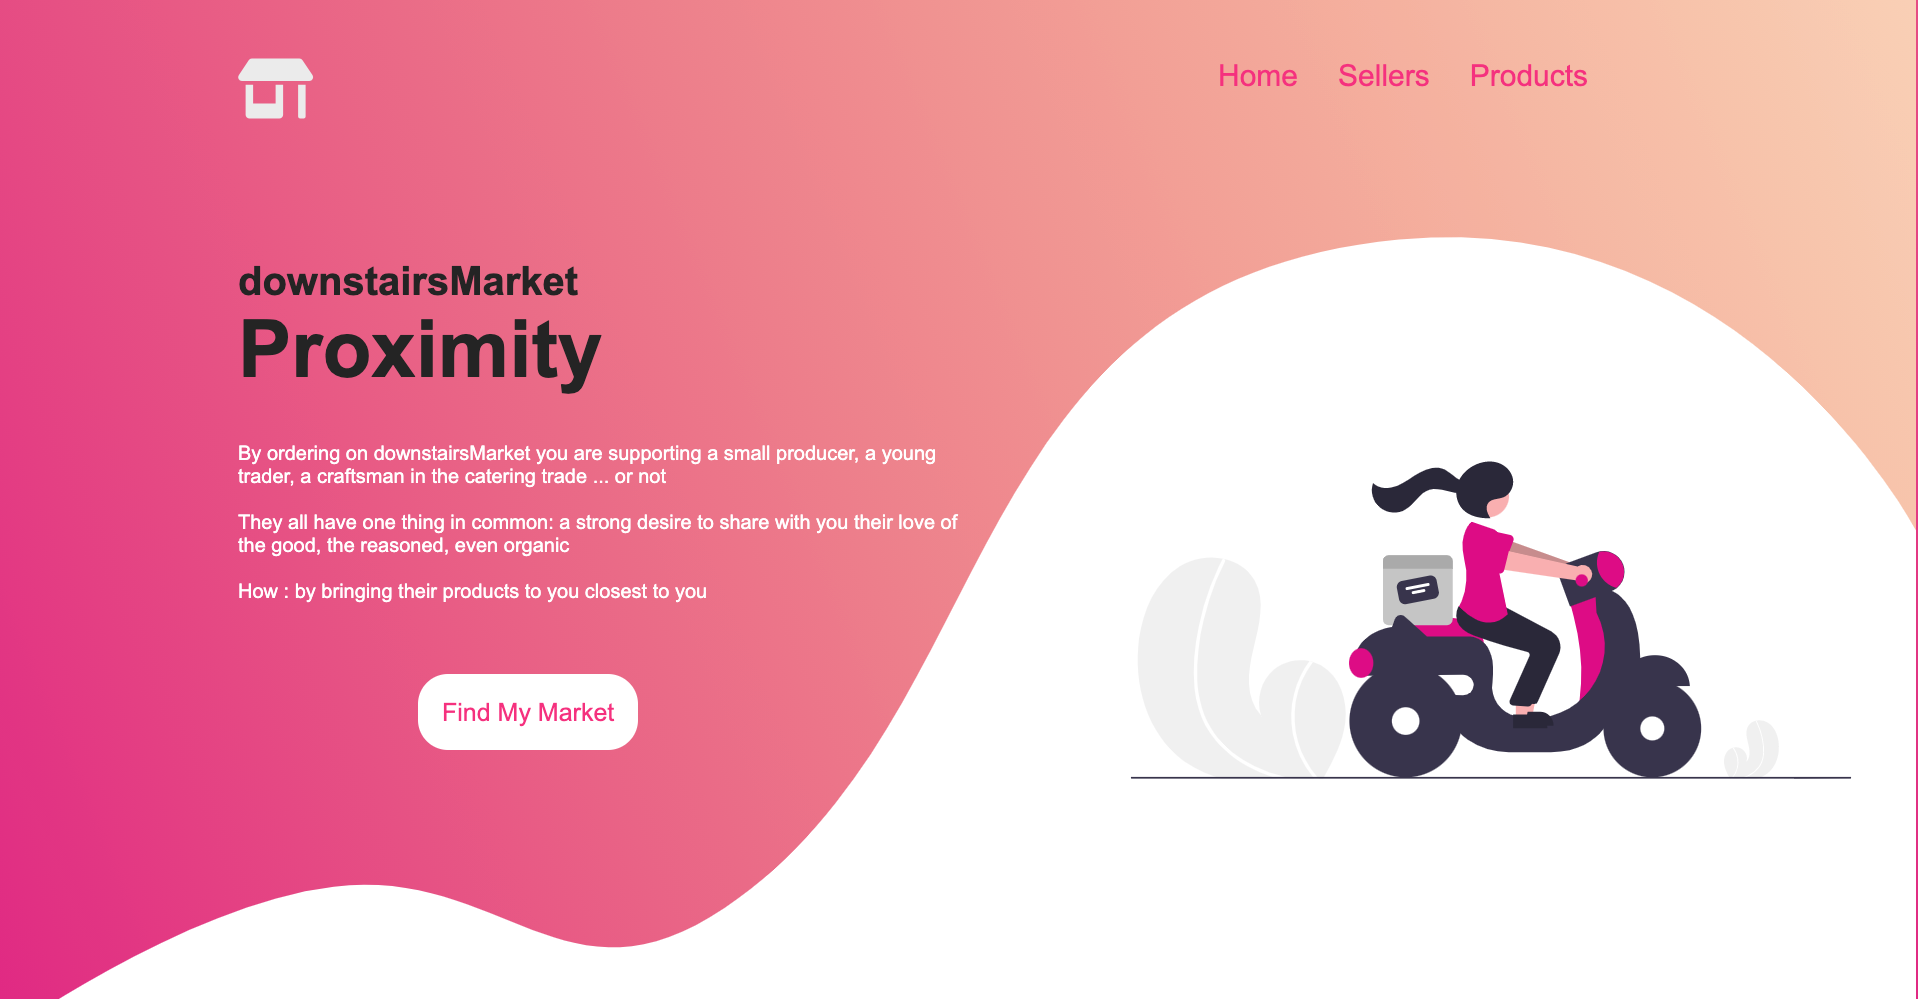 Home Sellers Products
downstairsMarket
Proximity
By ordering on downstairsMarket you are supporting a small producer, a young
trader, a craftsman in the catering trade ... or not
They all have one thing in common: a strong desire to share with you their love of
the good, the reasoned, even organic
How : by bringing their products to you closest to you
Find My Market